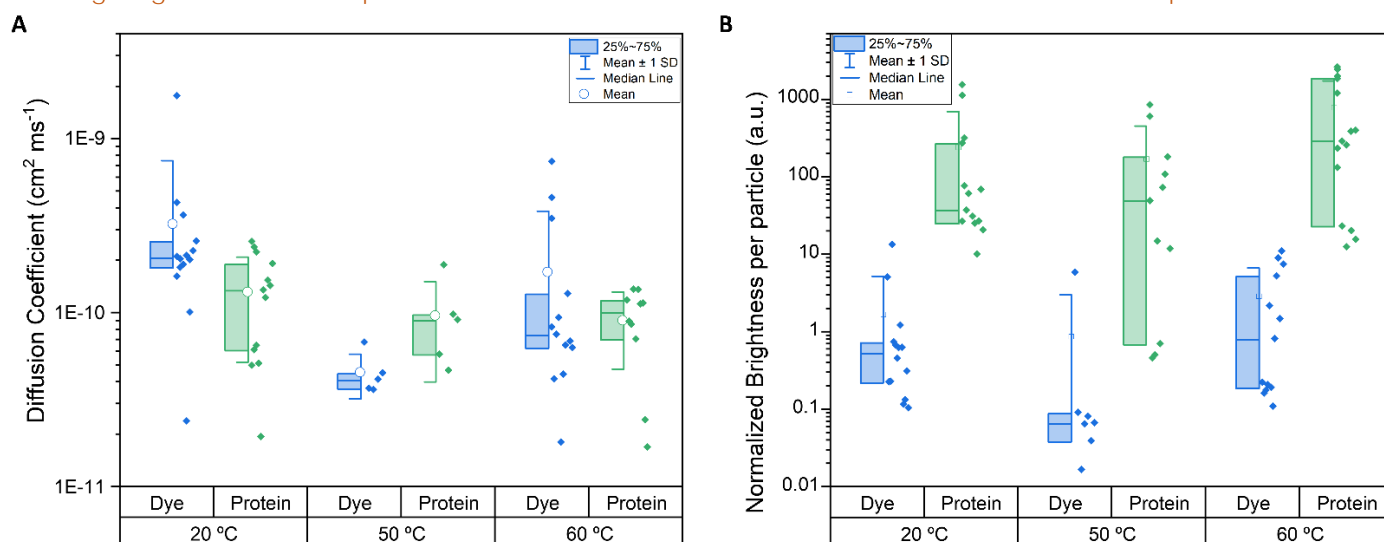 A
Diffusion Coefficient (cm² ms⁻¹)
1E-9
1E-10
1E-11
25%~75%
Mean ± 1 SD
Median Line
Mean
Dye Protein Dye Protein Dye Protein
20 ºC 50 ºC 60 ºC
B
Normalized Brightness per particle (a.u.)
1000
100
10
1
0.1
0.01
25%~75%
Mean ± 1 SD
Median Line
Mean
Dye Protein Dye Protein Dye Protein
20 ºC 50 ºC 60 ºC